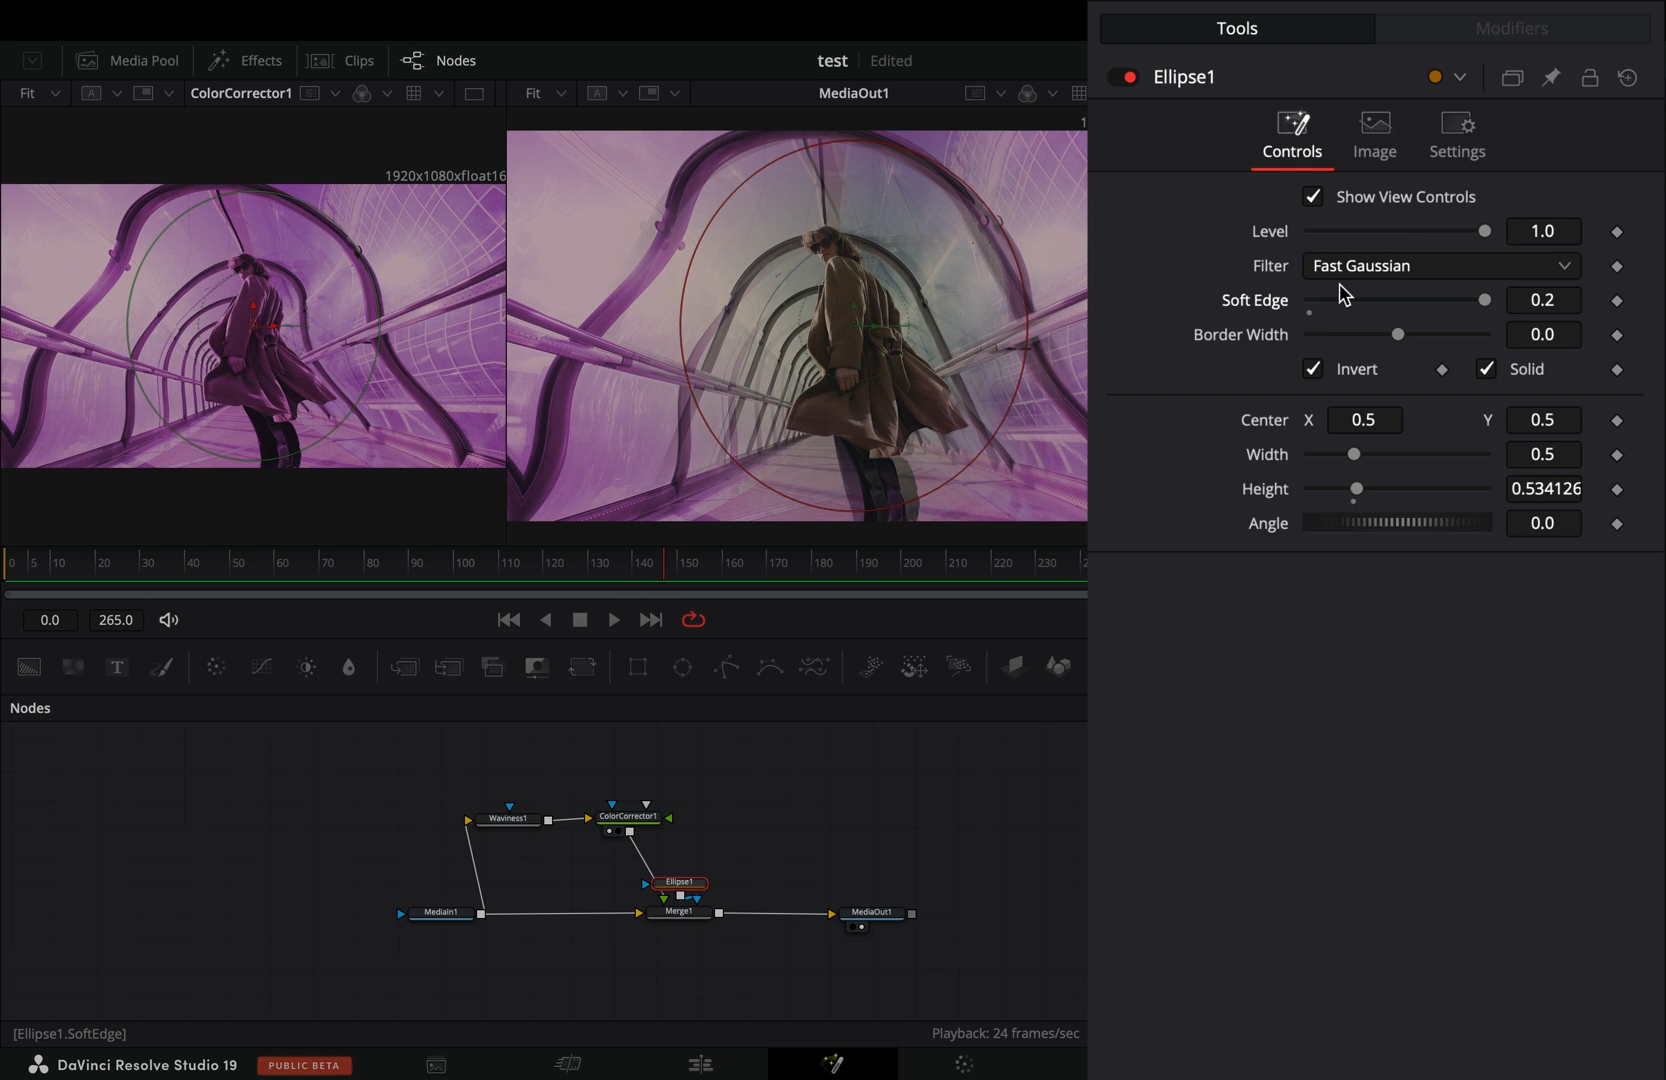 Media Pool
Effects
Clips
Nodes
test
Edited
Fit
A
ColorCorrector1
Fit
A
MediaOut1
1920x1080xfloat16
1
0 5 10 20 30 40 50 60 70 80 90 100 110 120 130 140 150 160 170 180 190 200 210 220 230 2
0.0
265.0
T
Nodes
Waviness1
ColorCorrector1
Ellipse1
MediaIn1
Merge1
MediaOut1
[Ellipse1.SoftEdge]
Playback: 24 frames/sec
DaVinci Resolve Studio 19
PUBLIC BETA
Tools
Modifiers
Ellipse1
Controls
Image
Settings
Show View Controls
Level 1.0
Filter Fast Gaussian
Soft Edge 0.2
Border Width 0.0
Invert Solid
Center X 0.5 Y 0.5
Width 0.5
Height 0.534126
Angle 0.0